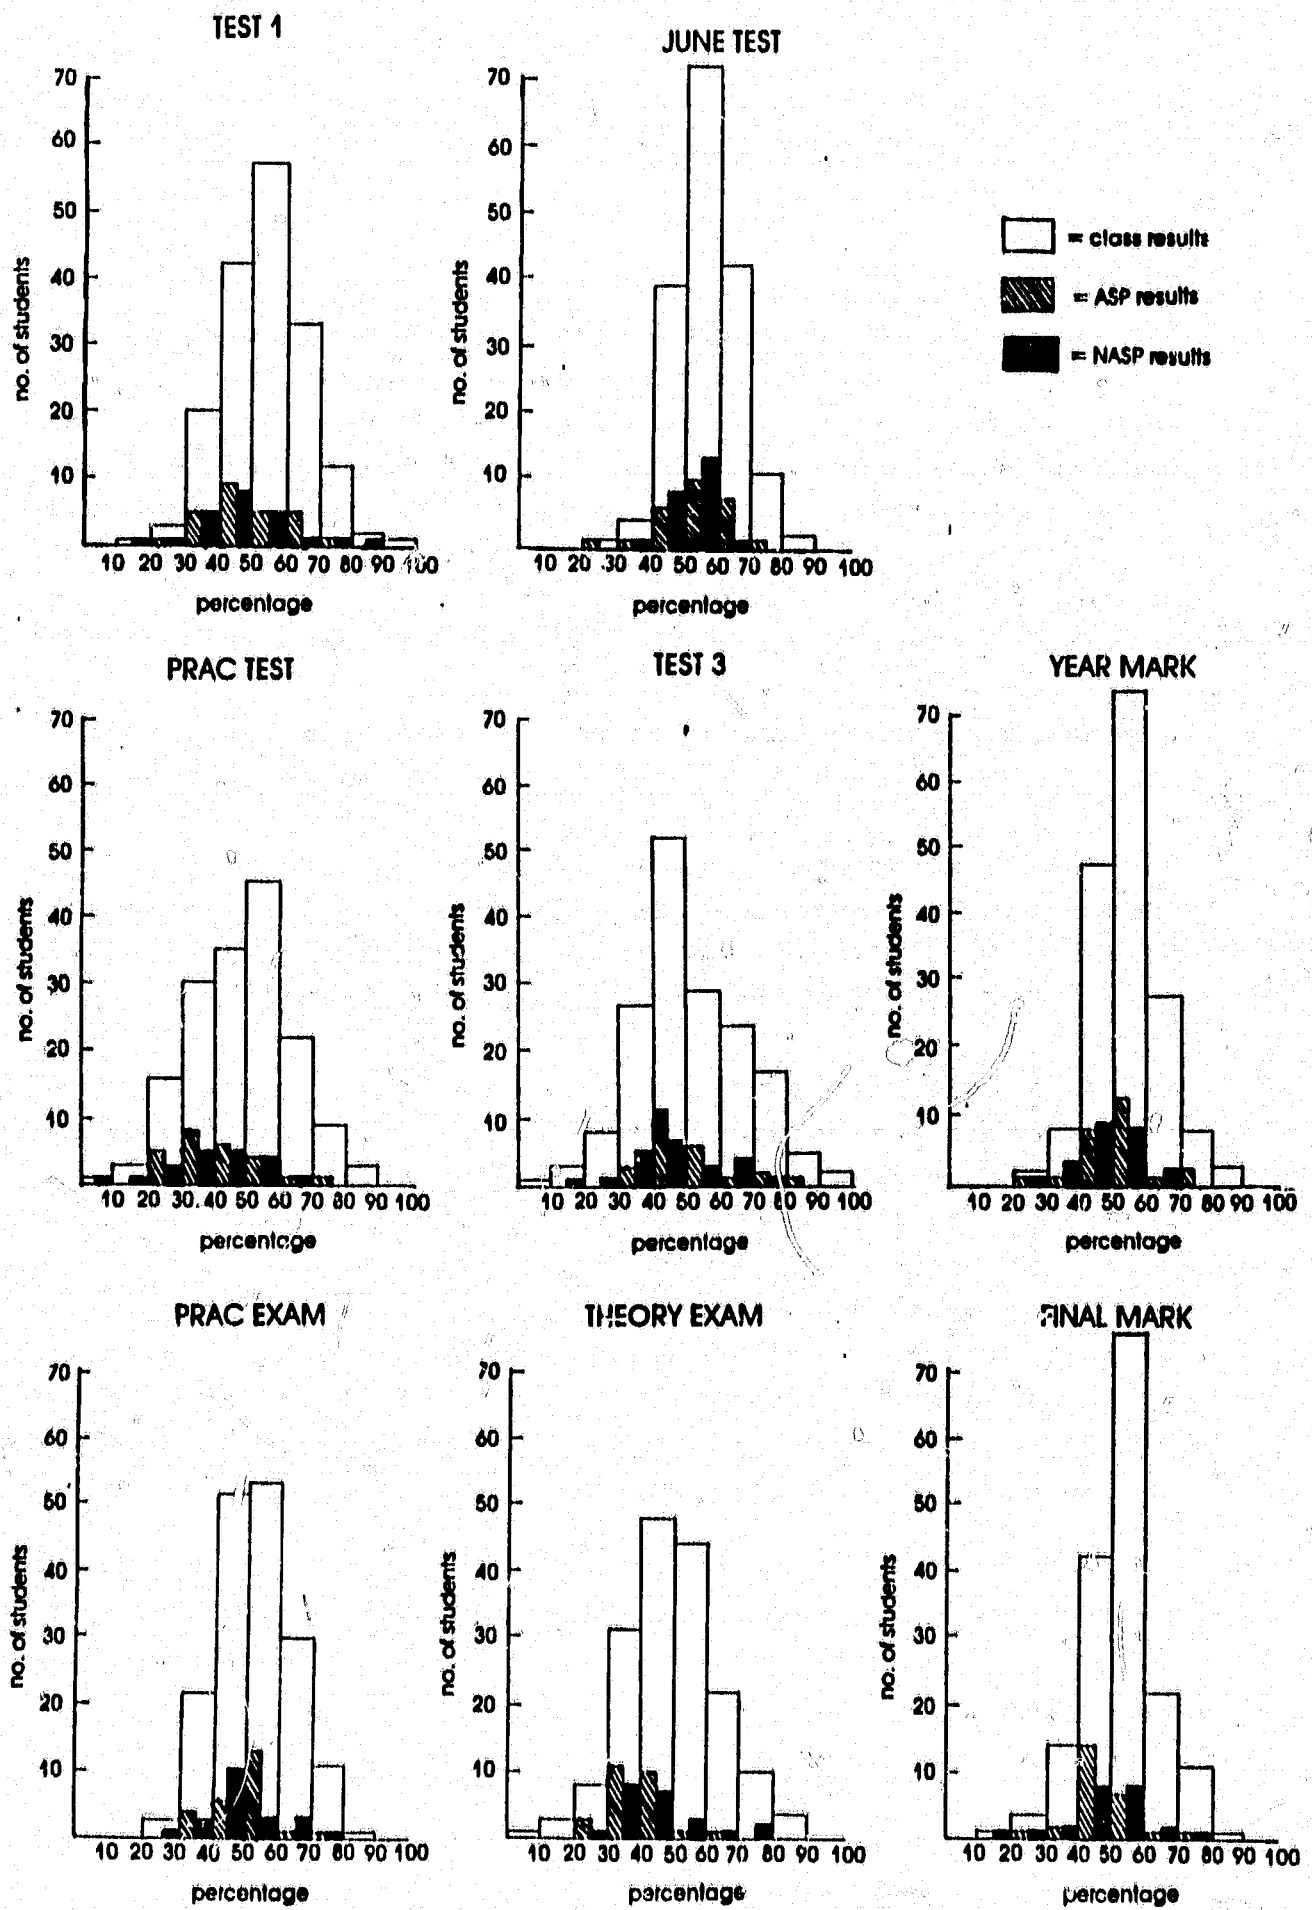 TEST 1
JUNE TEST
70
60
50
40
30
20
10
no. of students
10 20 30 40 50 60 70 80 90 100
percentage
70
60
50
40
30
20
10
no. of students
10 20 30 40 50 60 70 80 90 100
percentage
= class results
= ASP results
= NASP results
PRAC TEST
TEST 3
YEAR MARK
70
60
50
40
30
20
10
no. of students
10 20 30. 40 50 60 70 80 90 100
percentage
70
60
50
40
30
20
10
no. of students
10 20 30 40 50 60 70 80 90 100
percentage
70
60
50
40
30
20
10
no. of students
10 20 30 40 50 60 70 80 90 100
percentage
PRAC EXAM
THEORY EXAM
FINAL MARK
70
60
50
40
30
20
10
no. of students
10 20 30 40 50 60 70 80 90 100
percentage
70
60
50
40
30
20
10
no. of students
10 20 30 40 50 60 70 80 90 100
percentage
70
60
50
40
30
20
10
no. of students
10 20 30 40 50 60 70 80 90 100
percentage